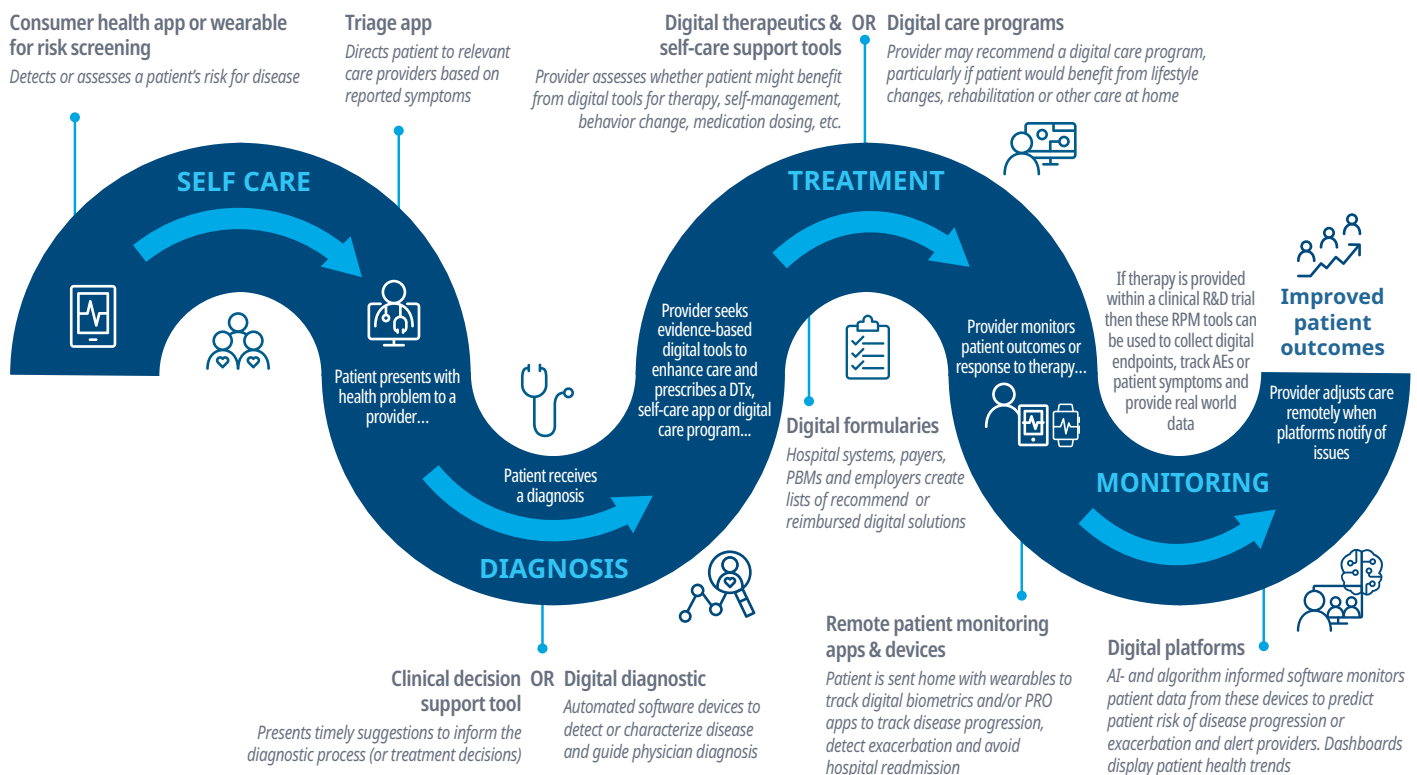 Consumer health app or wearable
for risk screening
Detects or assesses a patient's risk for disease
Triage app
Directs patient to relevant
care providers based on
reported symptoms
Digital therapeutics &
self-care support tools
Provider assesses whether patient might benefit
from digital tools for therapy, self-management,
behavior change, medication dosing, etc.
OR
Digital care programs
Provider may recommend a digital care program,
particularly if patient would benefit from lifestyle
changes, rehabilitation or other care at home
SELF CARE
Patient presents with
health problem to a
provider...
Patient receives
a diagnosis
DIAGNOSIS
Clinical decision
support tool
Presents timely suggestions to inform the
diagnostic process (or treatment decisions)
OR
Digital diagnostic
Automated software devices to
detect or characterize disease
and guide physician diagnosis
Provider seeks
evidence-based
digital tools to
enhance care and
prescribes a DTx,
self-care app or digital
care program...
TREATMENT
Digital formularies
Hospital systems, payers,
PBMs and employers create
lists of recommend or
reimbursed digital solutions
Provider monitors
patient outcomes or
response to therapy...
Remote patient monitoring
apps & devices
Patient is sent home with wearables to
track digital biometrics and/or PRO
apps to track disease progression,
detect exacerbation and avoid
hospital readmission
If therapy is provided
within a clinical R&D trial
then these RPM tools can
be used to collect digital
endpoints, track AEs or
patient symptoms and
provide real world
data
MONITORING
Digital platforms
AI- and algorithm informed software monitors
patient data from these devices to predict
patient risk of disease progression or
exacerbation and alert providers. Dashboards
display patient health trends
Improved
patient
outcomes
Provider adjusts care
remotely when
platforms notify of
issues